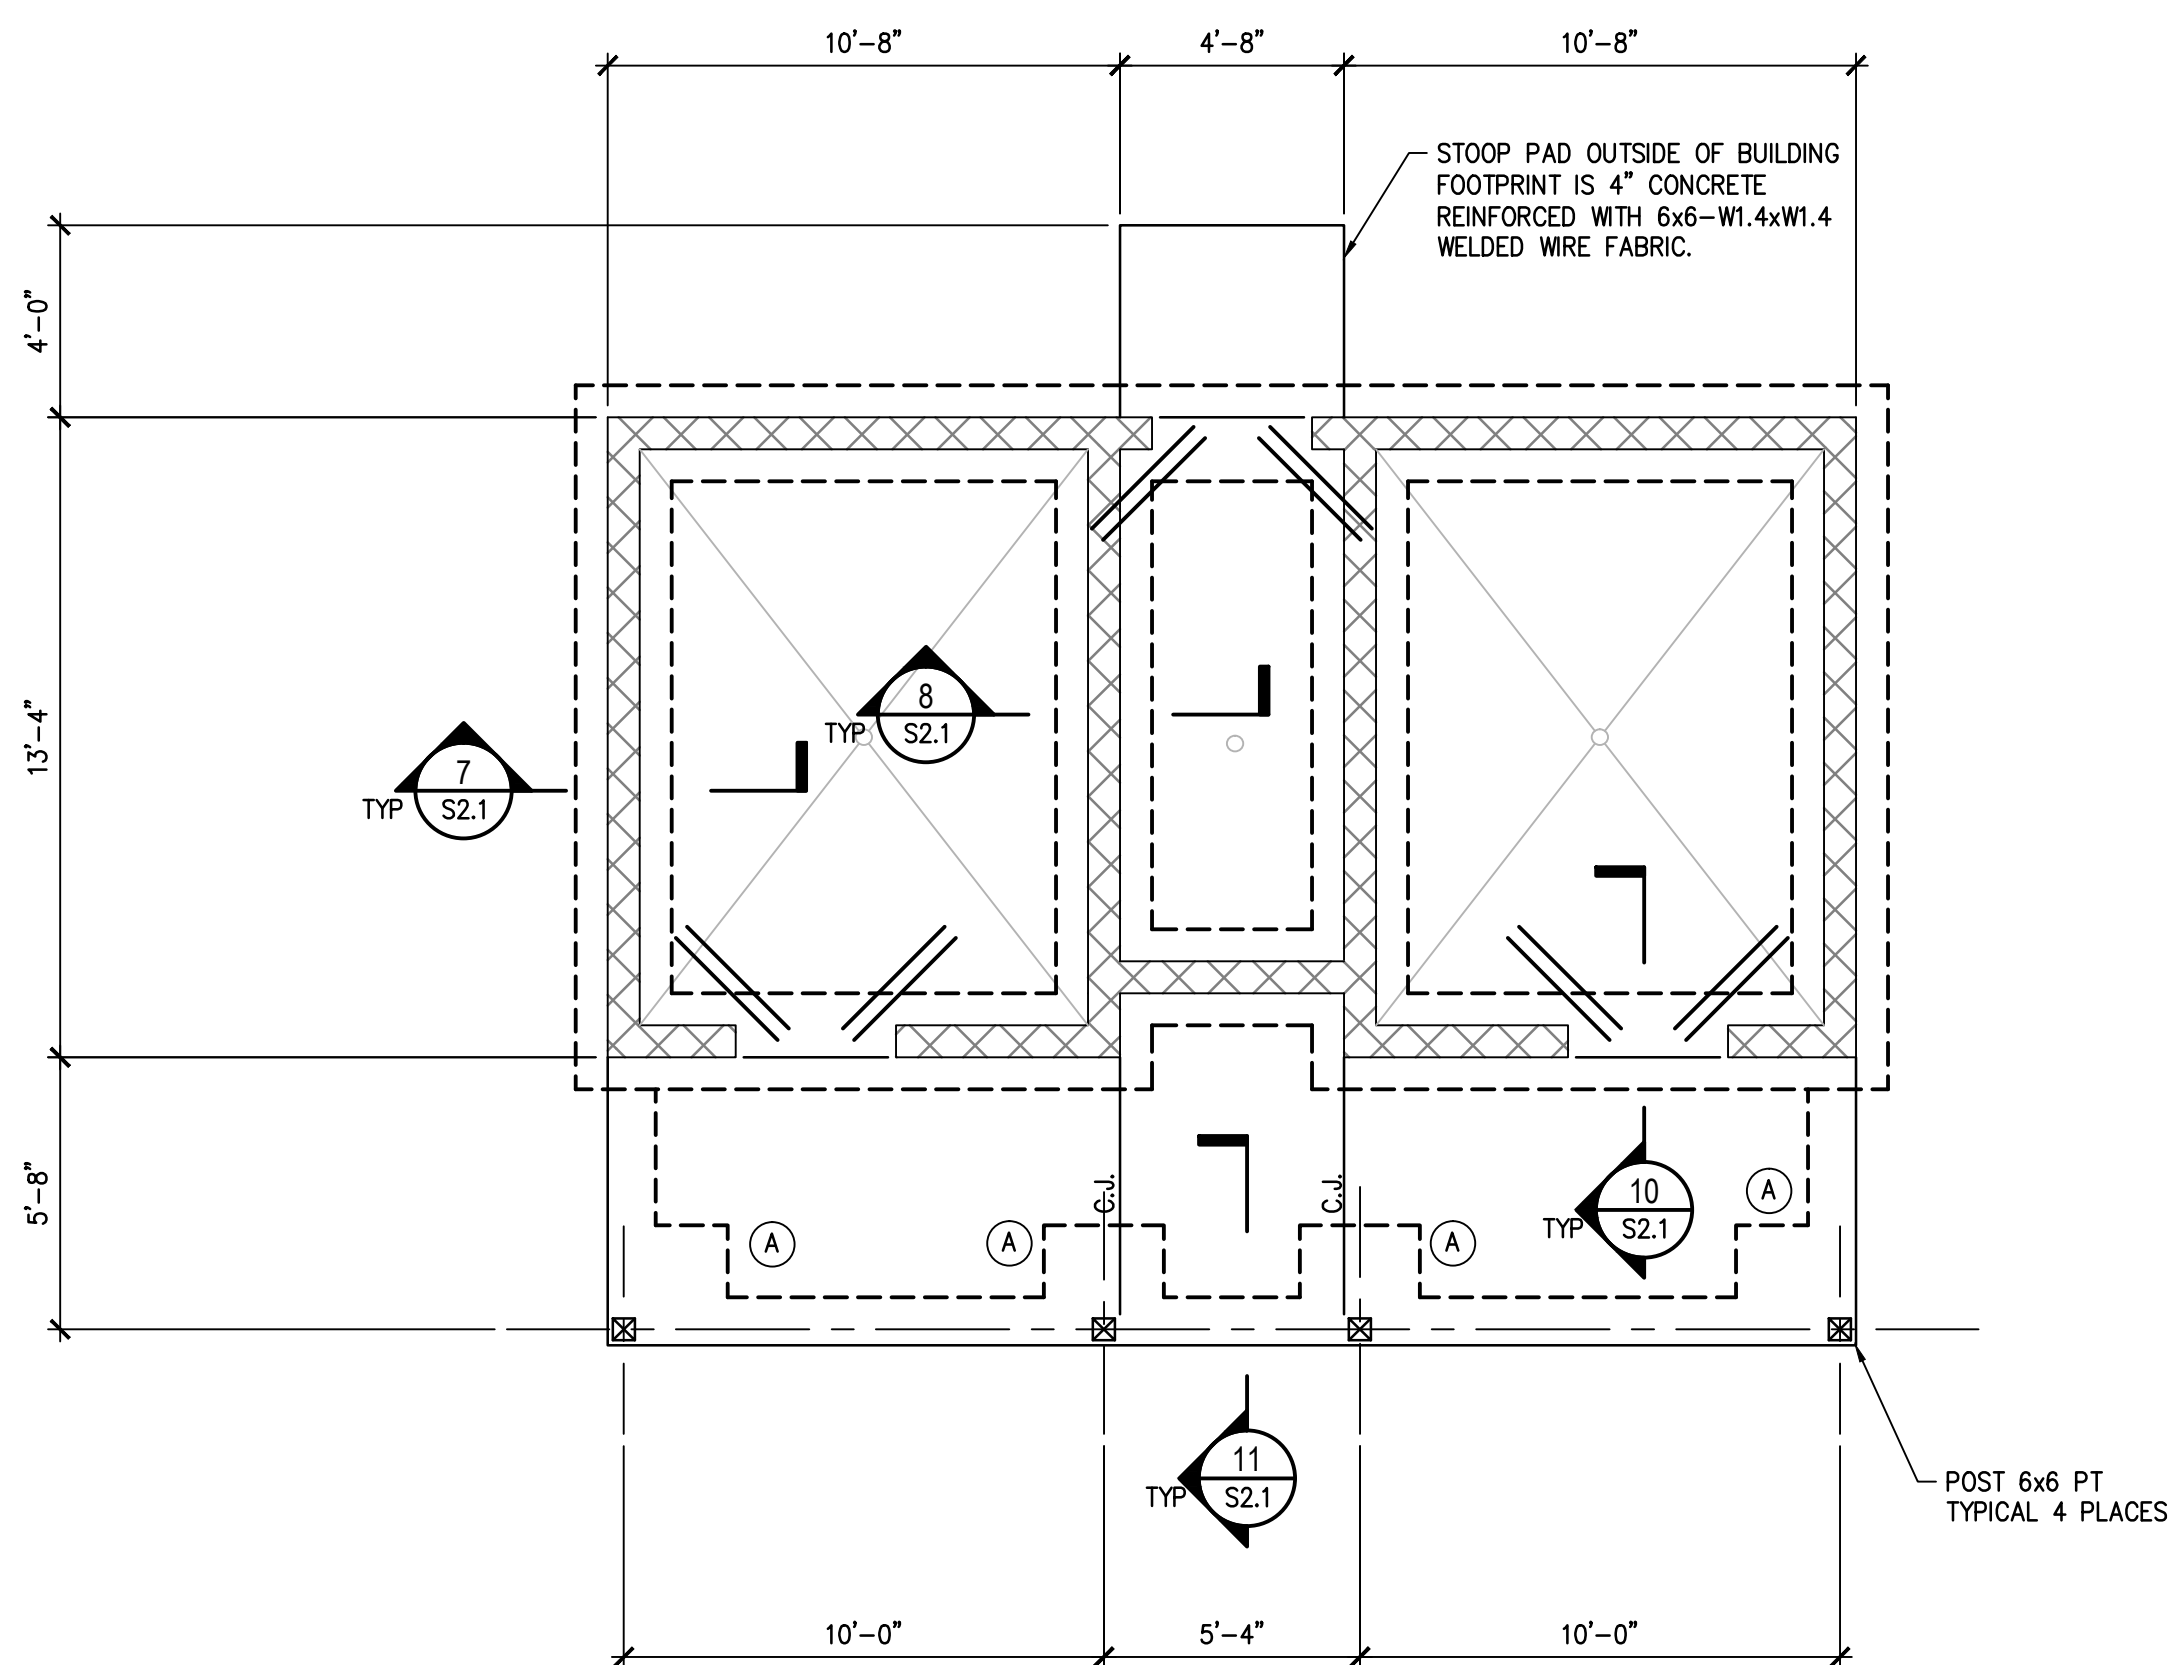 10'-8" 4'-8" 10'-8"
STOOP PAD OUTSIDE OF BUILDING
FOOTPRINT IS 4" CONCRETE
REINFORCED WITH 6x6-W1.4xW1.4
WELDED WIRE FABRIC.
4'-0"
13'-4"
5'-8"
8
TYP S2.1
7
TYP S2.1
C.J.
C.J.
10
TYP S2.1
A
A
A
A
11
TYP S2.1
POST 6x6 PT
TYPICAL 4 PLACES
10'-0" 5'-4" 10'-0"